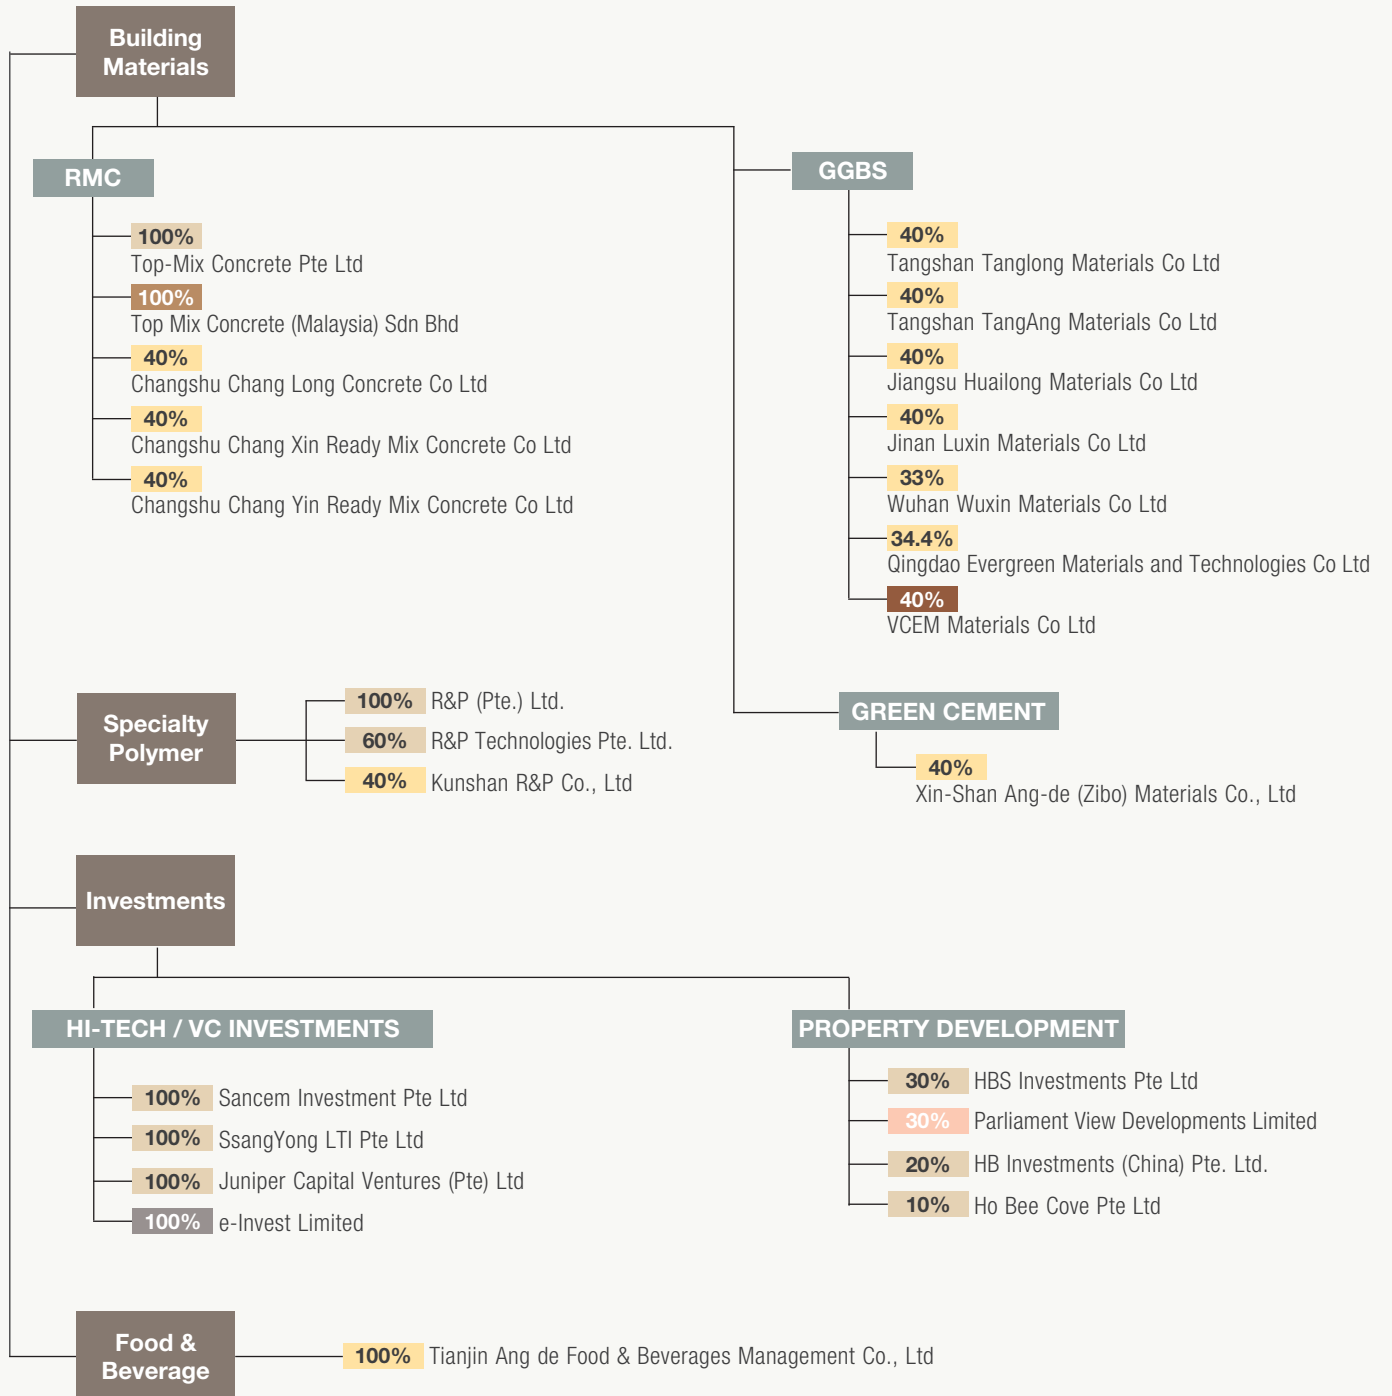 Building
Materials
RMC
100%
Top-Mix Concrete Pte Ltd
100%
Top Mix Concrete (Malaysia) Sdn Bhd
40%
Changshu Chang Long Concrete Co Ltd
40%
Changshu Chang Xin Ready Mix Concrete Co Ltd
40%
Changshu Chang Yin Ready Mix Concrete Co Ltd
GGBS
40%
Tangshan Tanglong Materials Co Ltd
40%
Tangshan TangAng Materials Co Ltd
40%
Jiangsu Huailong Materials Co Ltd
40%
Jinan Luxin Materials Co Ltd
33%
Wuhan Wuxin Materials Co Ltd
34.4%
Qingdao Evergreen Materials and Technologies Co Ltd
40%
VCEM Materials Co Ltd
GREEN CEMENT
40%
Xin-Shan Ang-de (Zibo) Materials Co., Ltd
Specialty
Polymer
100% R&P (Pte.) Ltd.
60% R&P Technologies Pte. Ltd.
40% Kunshan R&P Co., Ltd
Investments
HI-TECH / VC INVESTMENTS
100% Sancem Investment Pte Ltd
100% SsangYong LTI Pte Ltd
100% Juniper Capital Ventures (Pte) Ltd
100% e-Invest Limited
PROPERTY DEVELOPMENT
30% HBS Investments Pte Ltd
30% Parliament View Developments Limited
20% HB Investments (China) Pte. Ltd.
10% Ho Bee Cove Pte Ltd
Food &
Beverage
100% Tianjin Ang de Food & Beverages Management Co., Ltd